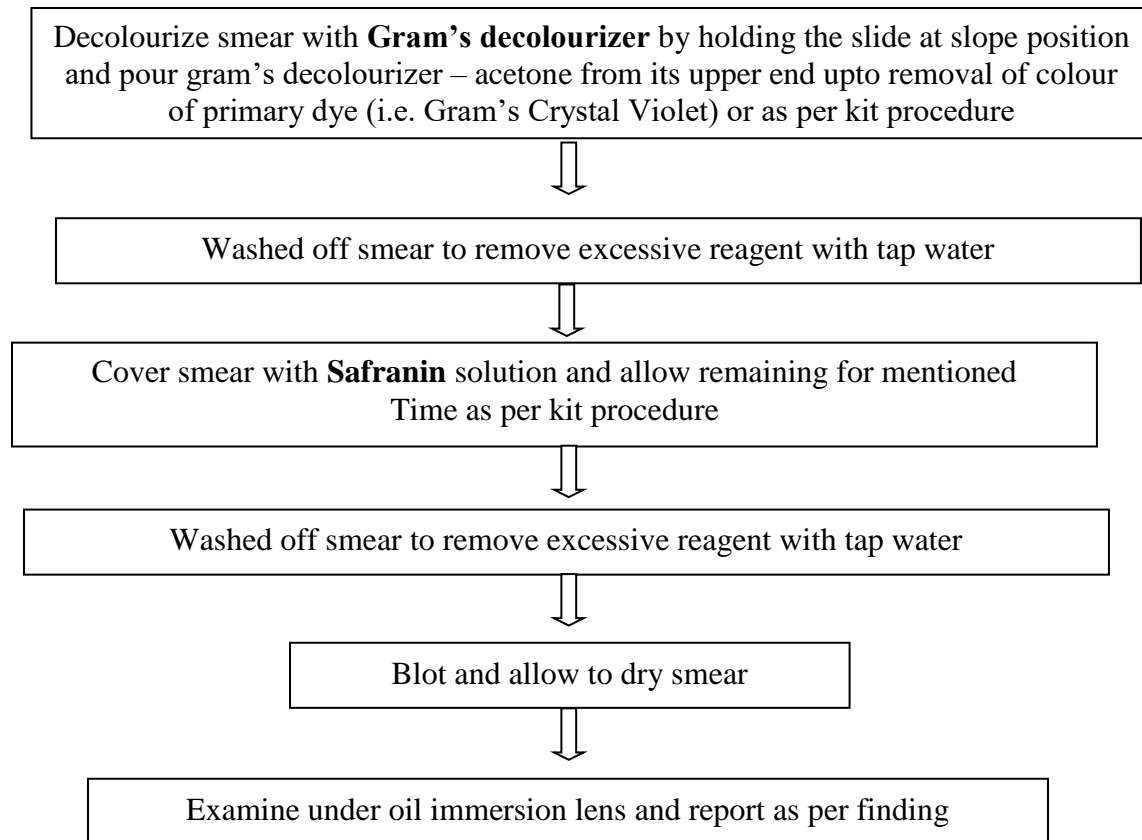 Decolourize smear with Gram’s decolourizer by holding the slide at slope position
and pour gram’s decolourizer – acetone from its upper end upto removal of colour
of primary dye (i.e. Gram’s Crystal Violet) or as per kit procedure
Washed off smear to remove excessive reagent with tap water
Cover smear with Safranin solution and allow remaining for mentioned
Time as per kit procedure
Washed off smear to remove excessive reagent with tap water
Blot and allow to dry smear
Examine under oil immersion lens and report as per finding